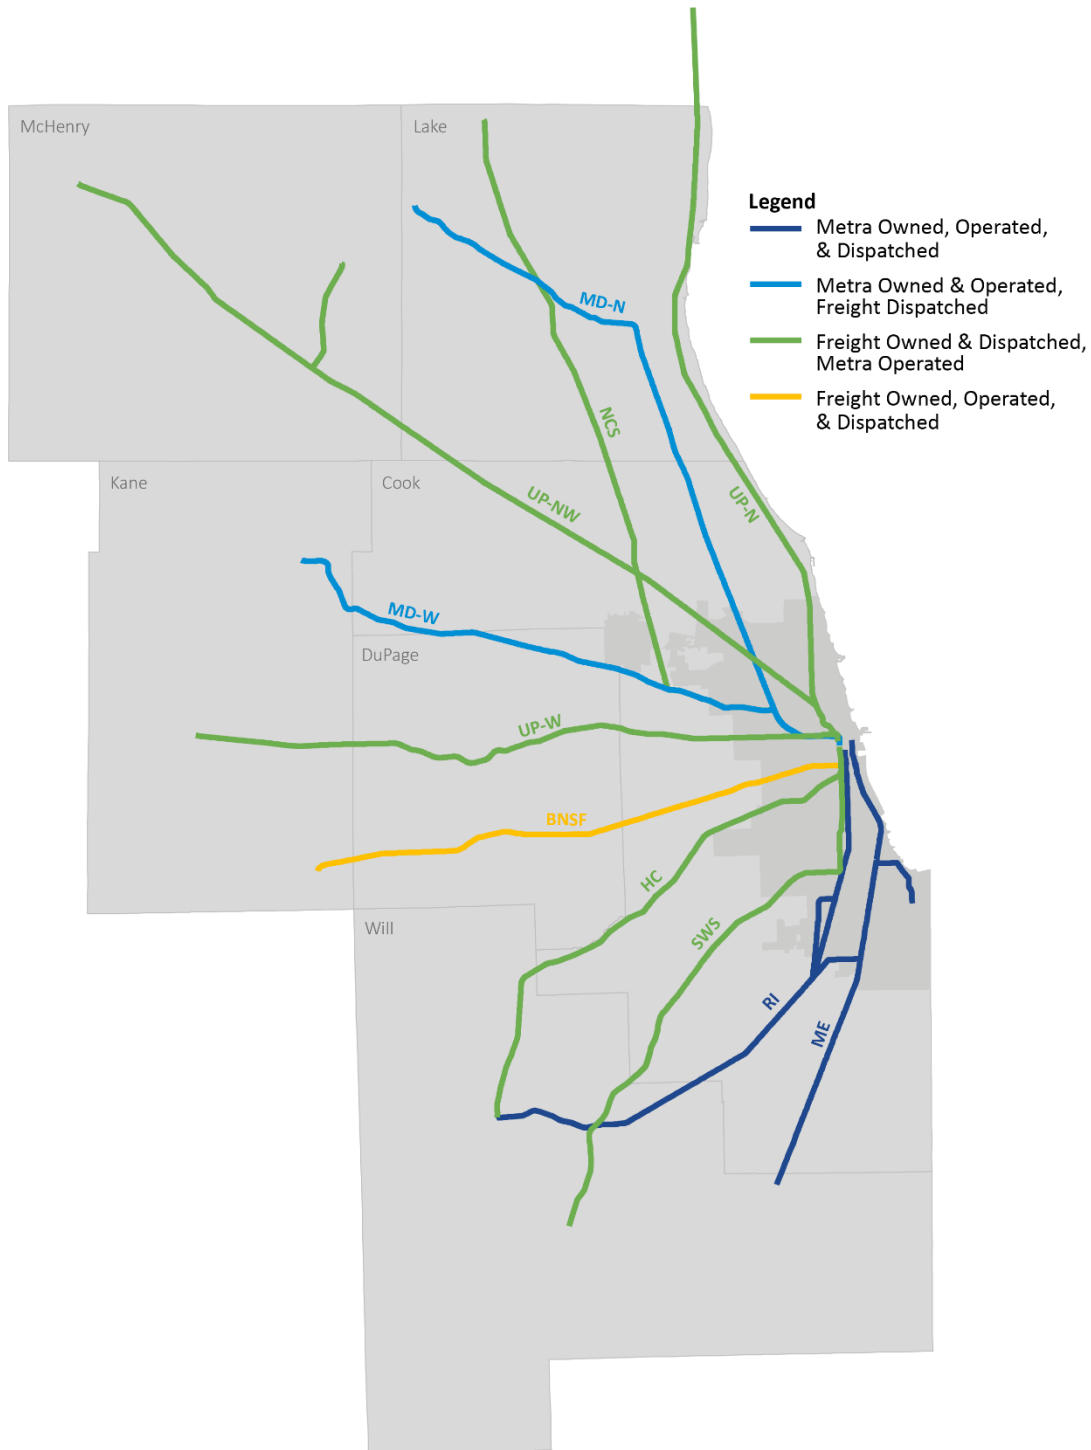 McHenry
Lake
Legend
Metra Owned, Operated,
& Dispatched
Metra Owned & Operated,
Freight Dispatched
Freight Owned & Dispatched,
Metra Operated
Freight Owned, Operated,
& Dispatched
MD-N
NCS
Kane
Cook
UP-NW
UP-N
MD-W
DuPage
UP-W
BNSF
HC
Will
SWS
RI
ME